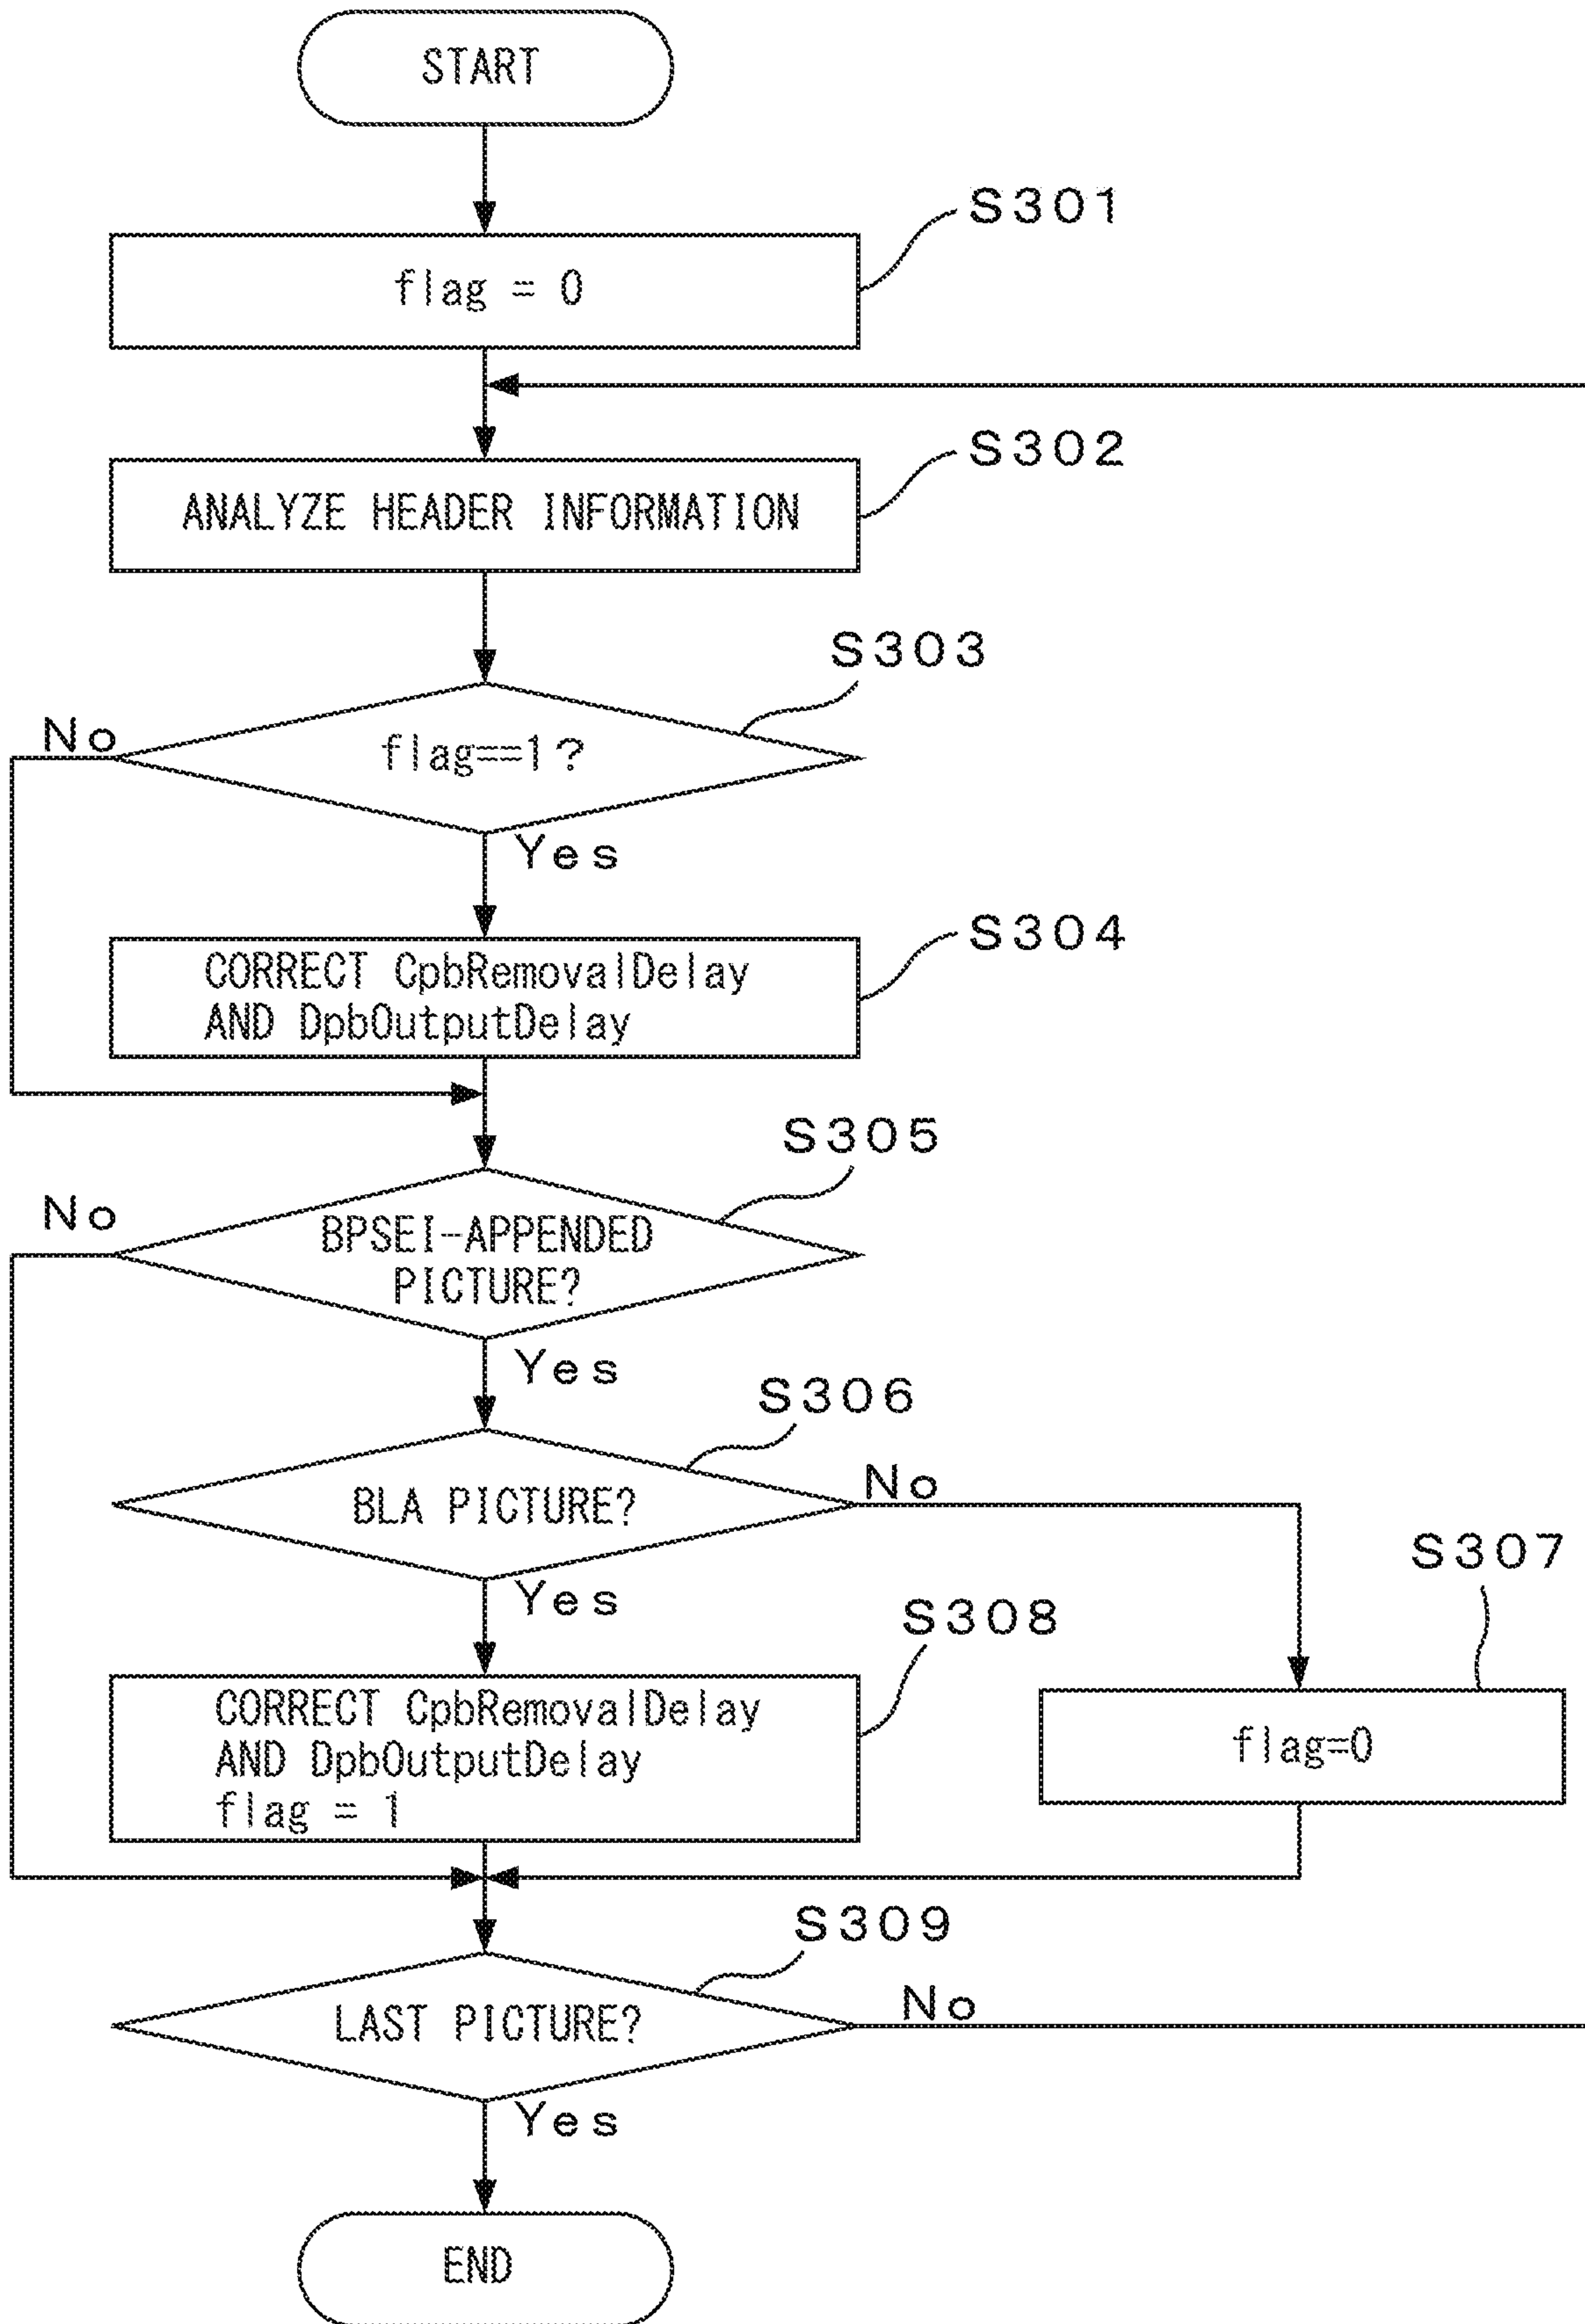 START
S301
flag = 0
S302
ANALYZE HEADER INFORMATION
S303
No
flag==1?
Yes
S304
CORRECT CpbRemovalDelay
AND DpbOutputDelay
S305
No
BPSEI-APPENDED
PICTURE?
Yes
S306
BLA PICTURE?
No
Yes
S307
S308
CORRECT CpbRemovalDelay
AND DpbOutputDelay
flag = 1
flag=0
S309
LAST PICTURE?
No
Yes
END